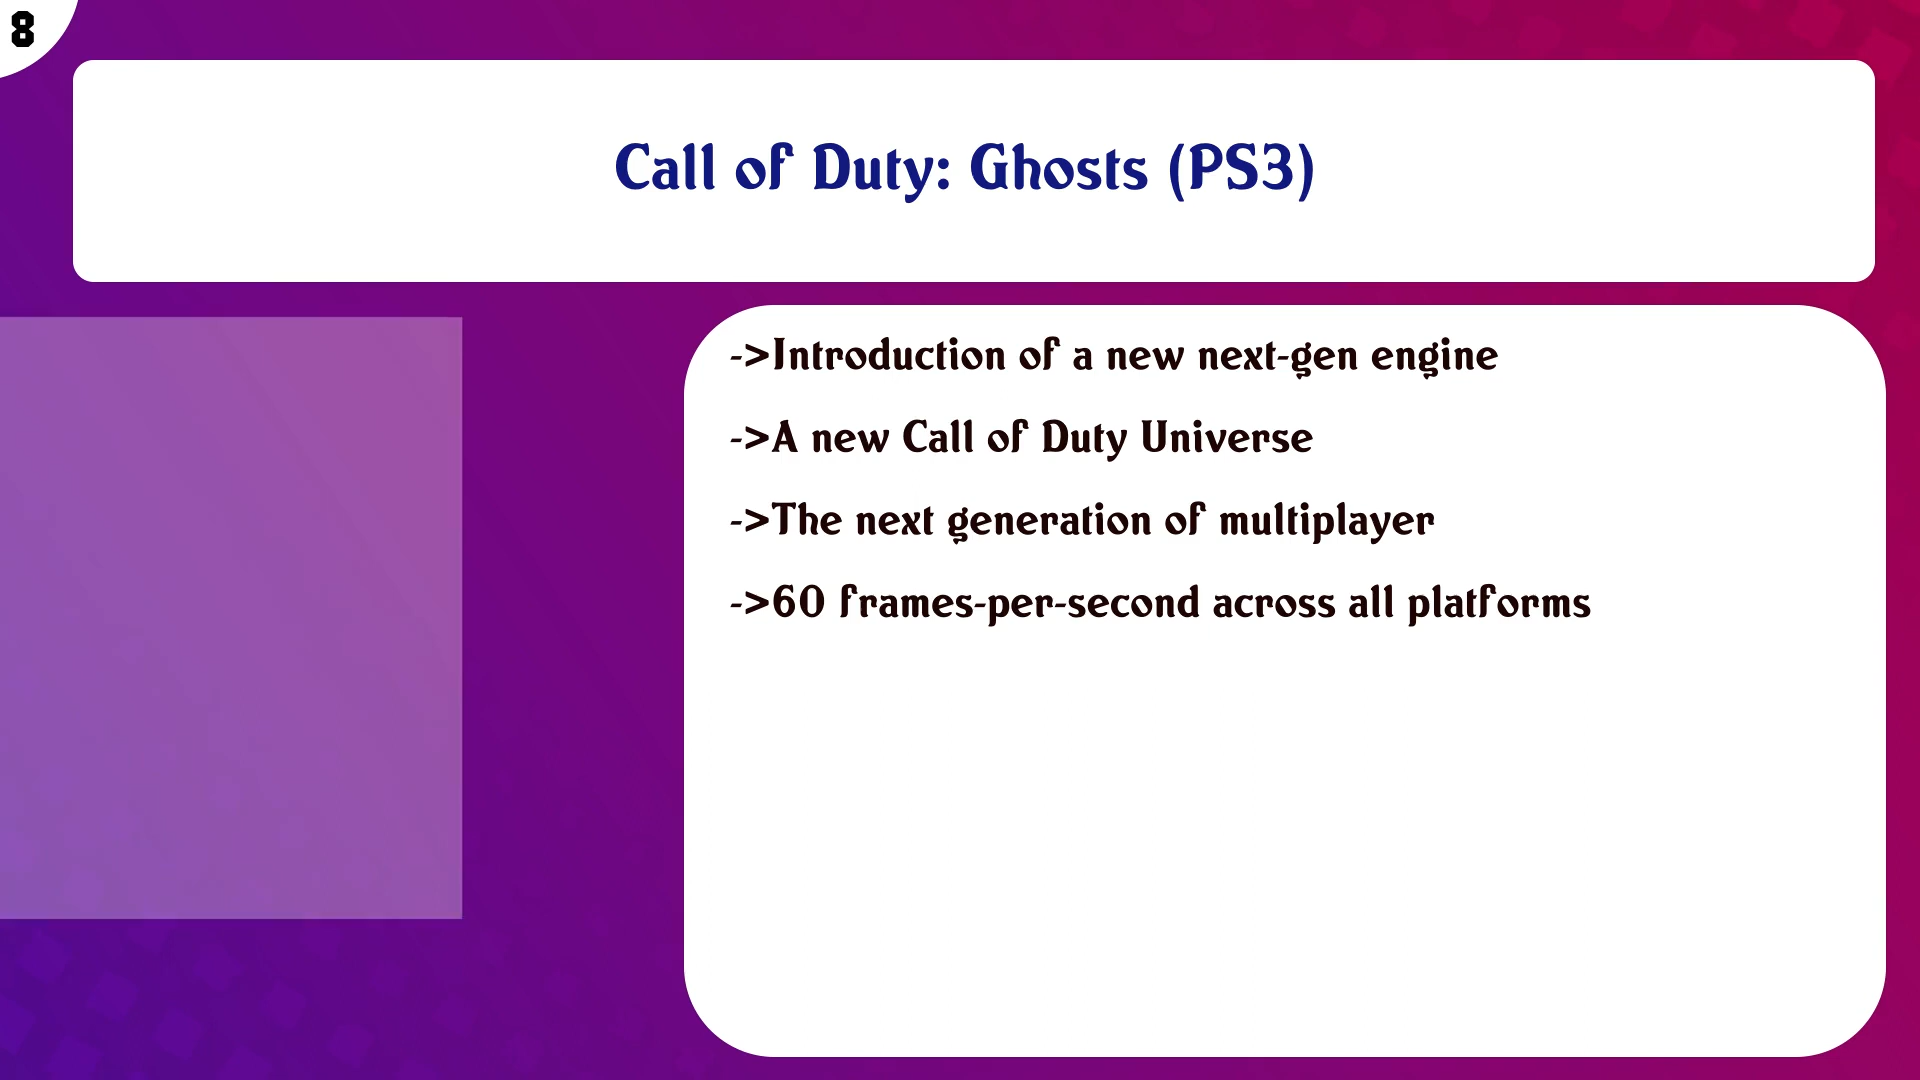 8
Call of Duty: Ghosts (PS3)
->Introduction of a new next-gen engine
->A new Call of Duty Universe
->The next generation of multiplayer
->60 frames-per-second across all platforms